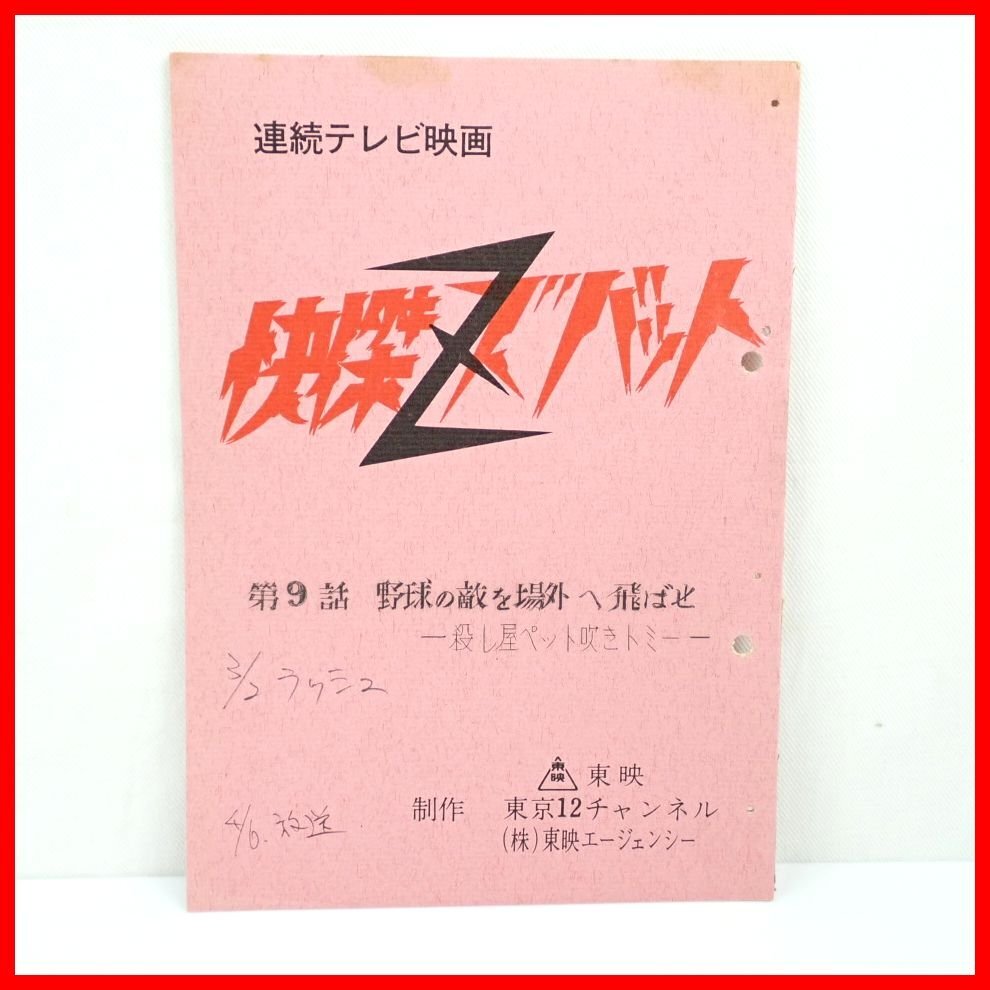 連続テレビ映画
快傑ズバット
Z
第9話 野球の敵を場外へ飛ばせ
ー殺し屋ペット吹きトミーー
3/2 ラッシュ
東映 東映
制作 東京12チャンネル
(株)東映エージェンシー
4/6. 放送